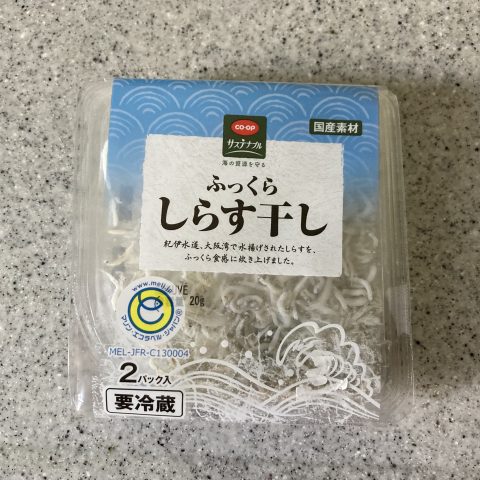 CO·OP
サステナブル
海の資源を守る
国産素材
ふっくら
しらす干し
紀伊水道、大阪湾で水揚げされたしらすを、
ふっくら食感に炊き上げました。
20g
www.melj.jp
マリン・エコラベル・ジャパン®
MEL-JFR-C130004
2パック入
要冷蔵